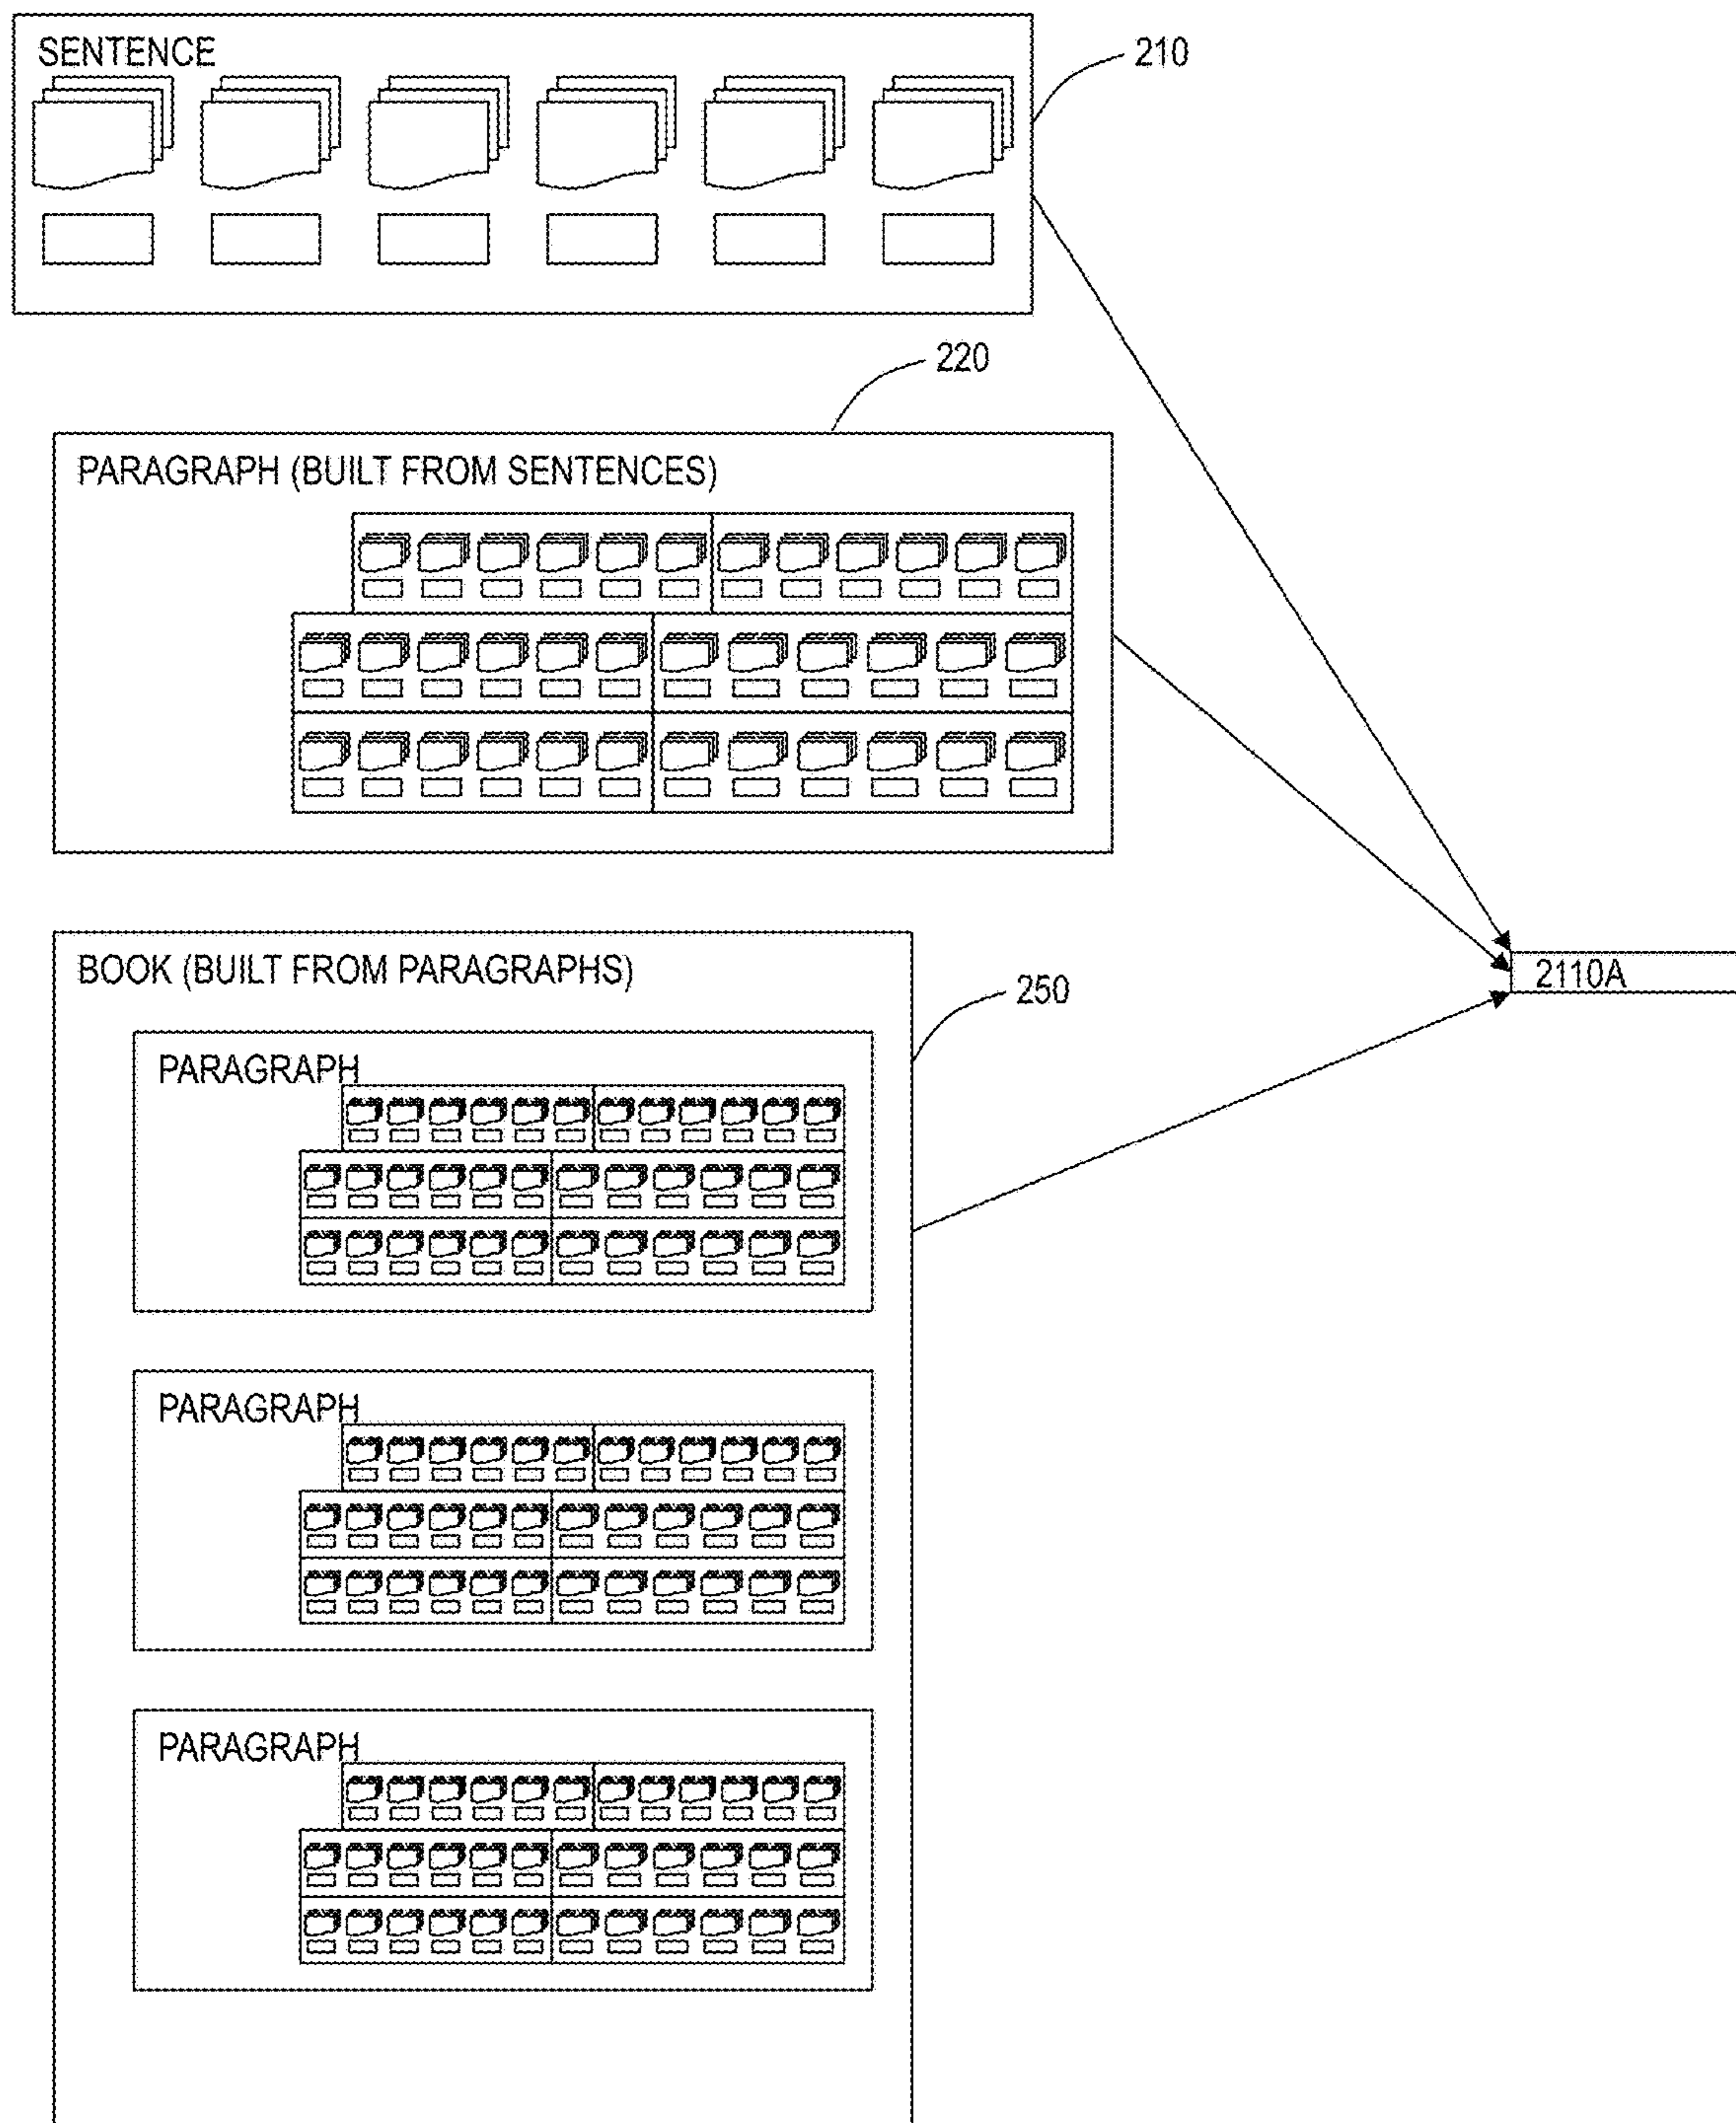 SENTENCE
210
220
PARAGRAPH (BUILT FROM SENTENCES)
BOOK (BUILT FROM PARAGRAPHS)
250
2110A
PARAGRAPH
PARAGRAPH
PARAGRAPH